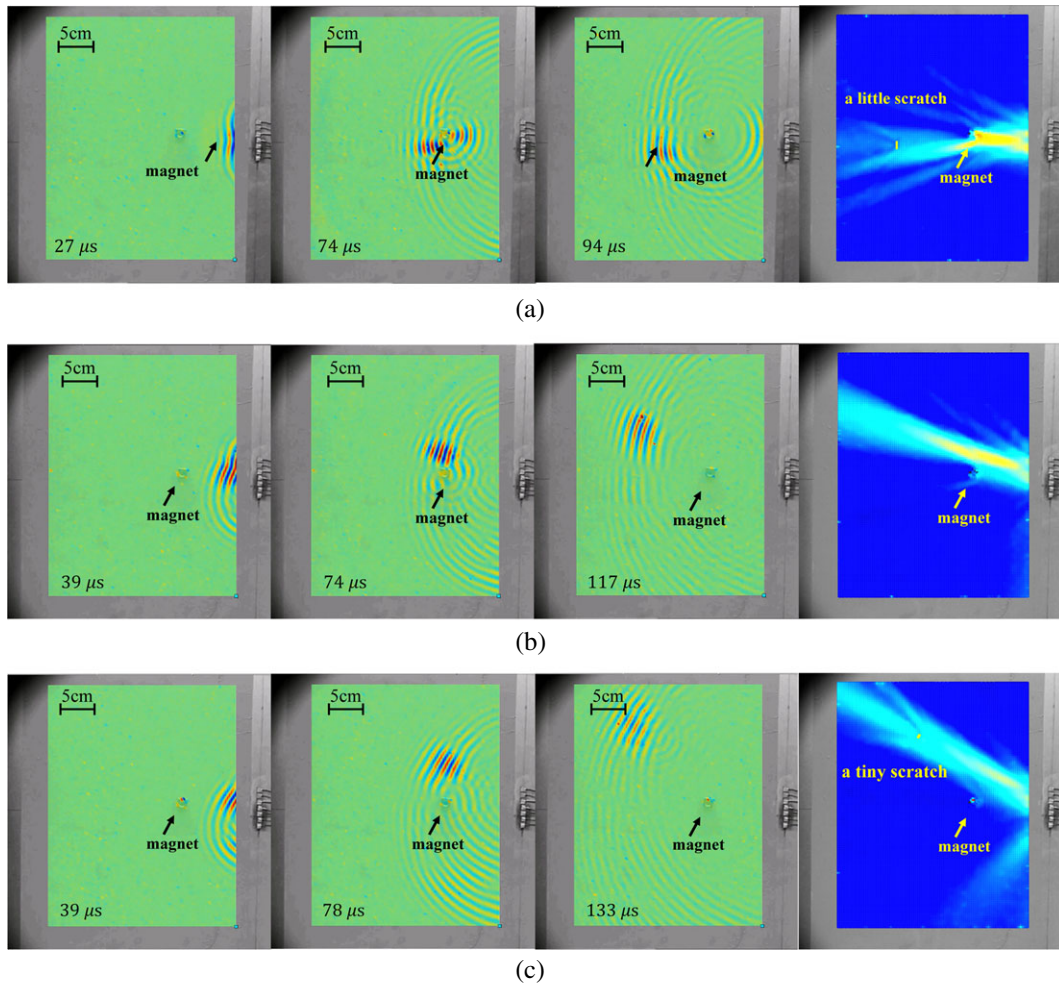 5cm
magnet
27 μs
5cm
magnet
74 μs
5cm
magnet
94 μs
a little scratch
magnet
(a)
5cm
magnet
39 μs
5cm
magnet
74 μs
5cm
magnet
117 μs
magnet
(b)
5cm
magnet
39 μs
5cm
magnet
78 μs
5cm
magnet
133 μs
a tiny scratch
magnet
(c)